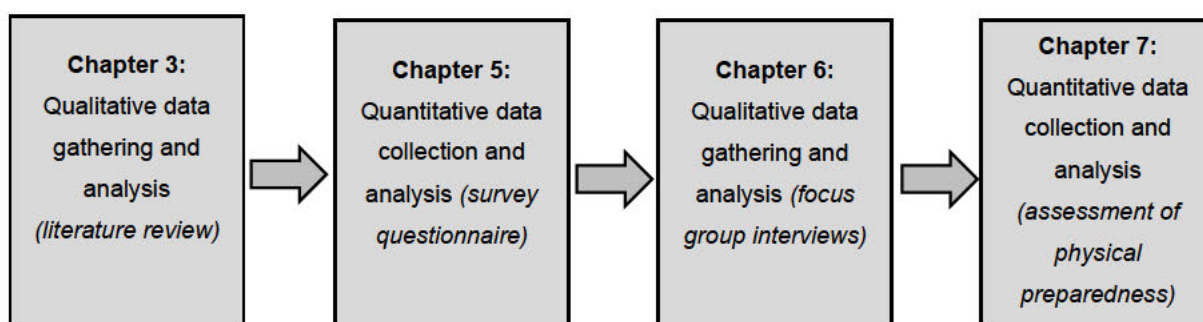 Chapter 3:
Qualitative data
gathering and
analysis
(literature review)
Chapter 5:
Quantitative data
collection and
analysis (survey
questionnaire)
Chapter 6:
Qualitative data
gathering and
analysis (focus
group interviews)
Chapter 7:
Quantitative data
collection and
analysis
(assessment of
physical
preparedness)